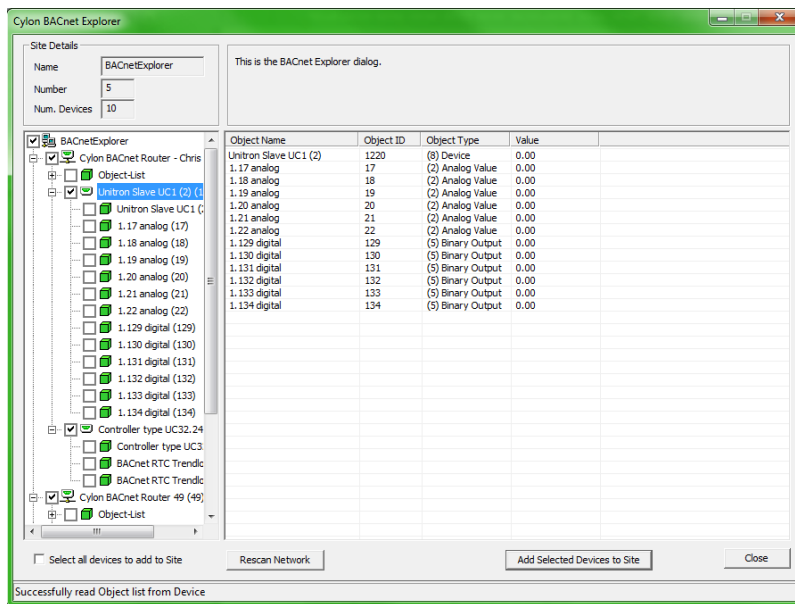 Cylon BACnet Explorer
Site Details
Name BACnetExplorer
Number 5
Num. Devices 10
This is the BACnet Explorer dialog.
BACnetExplorer
Cylon BACnet Router - Chris
Object-List
Unitron Slave UC1 (2) (1
Unitron Slave UC1 (
1.17 analog (17)
1.18 analog (18)
1.19 analog (19)
1.20 analog (20)
1.21 analog (21)
1.22 analog (22)
1.129 digital (129)
1.130 digital (130)
1.131 digital (131)
1.132 digital (132)
1.133 digital (133)
1.134 digital (134)
Controller type UC32.24
Controller type UC3
BACnet RTC Trendlo
BACnet RTC Trendlo
Cylon BACnet Router 49 (49)
Object-List
Object Name Object ID Object Type Value
Unitron Slave UC1 (2) 1220 (8) Device 0.00
1.17 analog 17 (2) Analog Value 0.00
1.18 analog 18 (2) Analog Value 0.00
1.19 analog 19 (2) Analog Value 0.00
1.20 analog 20 (2) Analog Value 0.00
1.21 analog 21 (2) Analog Value 0.00
1.22 analog 22 (2) Analog Value 0.00
1.129 digital 129 (5) Binary Output 0.00
1.130 digital 130 (5) Binary Output 0.00
1.131 digital 131 (5) Binary Output 0.00
1.132 digital 132 (5) Binary Output 0.00
1.133 digital 133 (5) Binary Output 0.00
1.134 digital 134 (5) Binary Output 0.00
Select all devices to add to Site
Rescan Network
Add Selected Devices to Site
Close
Successfully read Object list from Device